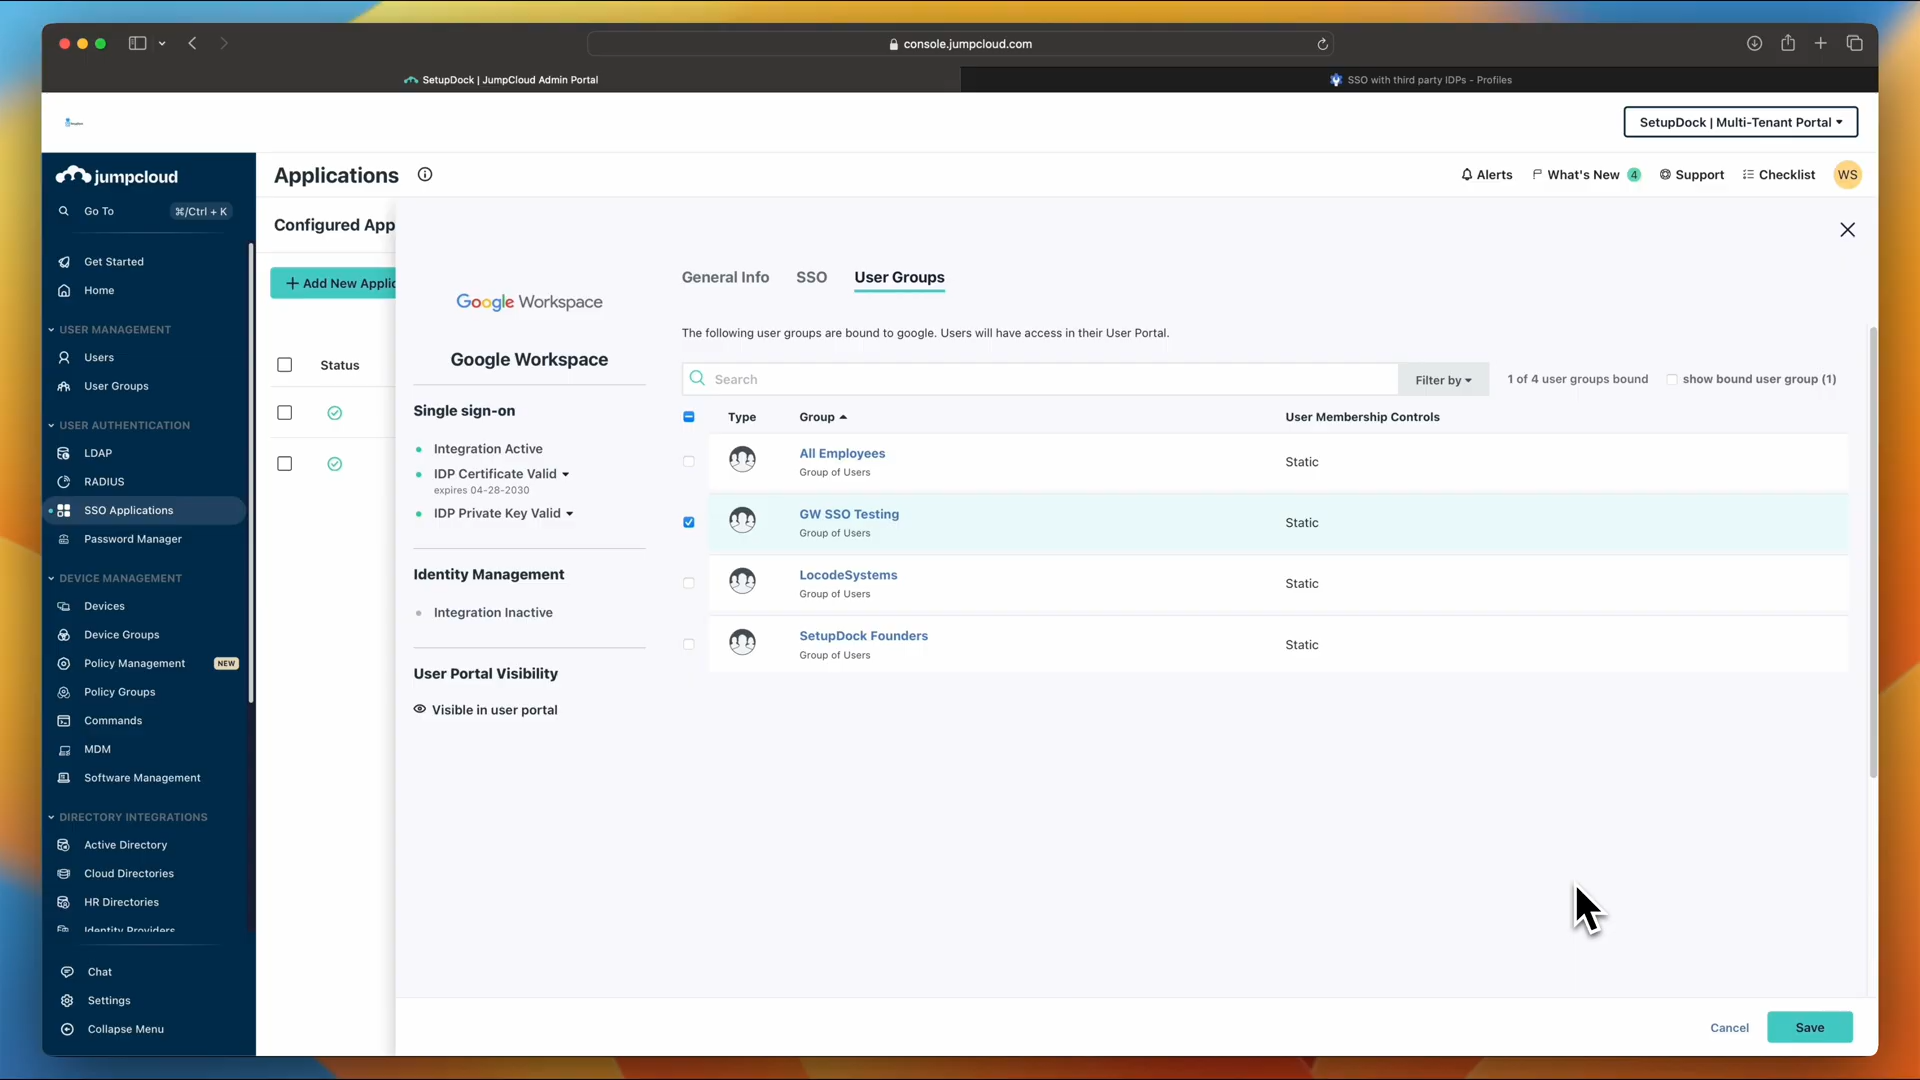 console.jumpcloud.com
SetupDock | JumpCloud Admin Portal
SSO with third party IDPs - Profiles
SetupDock | Multi-Tenant Portal
jumpcloud
Go To
⌘/Ctrl + K
Get Started
Home
USER MANAGEMENT
Users
User Groups
USER AUTHENTICATION
LDAP
RADIUS
SSO Applications
Password Manager
DEVICE MANAGEMENT
Devices
Device Groups
Policy Management NEW
Policy Groups
Commands
MDM
Software Management
DIRECTORY INTEGRATIONS
Active Directory
Cloud Directories
HR Directories
Identity Providers
Chat
Settings
Collapse Menu
Applications
Alerts
What's New 4
Support
Checklist
WS
Configured App
+ Add New Applic
Status
Google Workspace
Google Workspace
Single sign-on
Integration Active
IDP Certificate Valid
expires 04-28-2030
IDP Private Key Valid
Identity Management
Integration Inactive
User Portal Visibility
Visible in user portal
General Info
SSO
User Groups
The following user groups are bound to google. Users will have access in their User Portal.
Search
Filter by
1 of 4 user groups bound
show bound user group (1)
Type
Group
User Membership Controls
All Employees
Group of Users
Static
GW SSO Testing
Group of Users
Static
LocodeSystems
Group of Users
Static
SetupDock Founders
Group of Users
Static
Cancel
Save